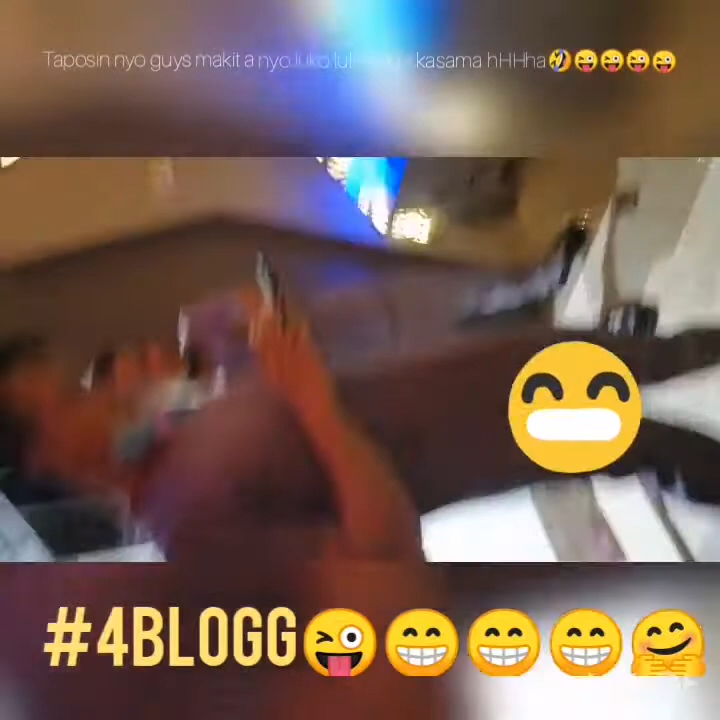 Taposin nyo guys makit a nyo kasama hHHha🤣😜😜😜😜
#4BLOGG😜😁😁😁🤗